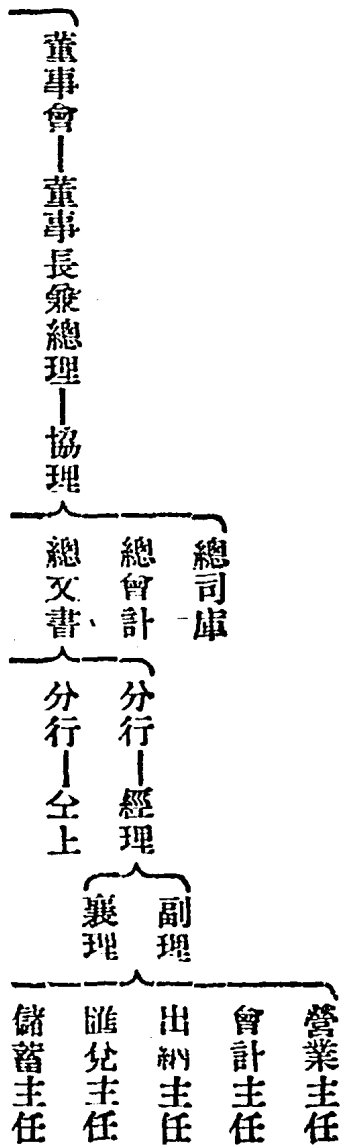 董事會—董事長兼總理—協理
總司庫
總會計
總文書
分行—經理
分行—仝上
副理
襄理
營業主任
會計主任
出納主任
匯兌主任
儲蓄主任